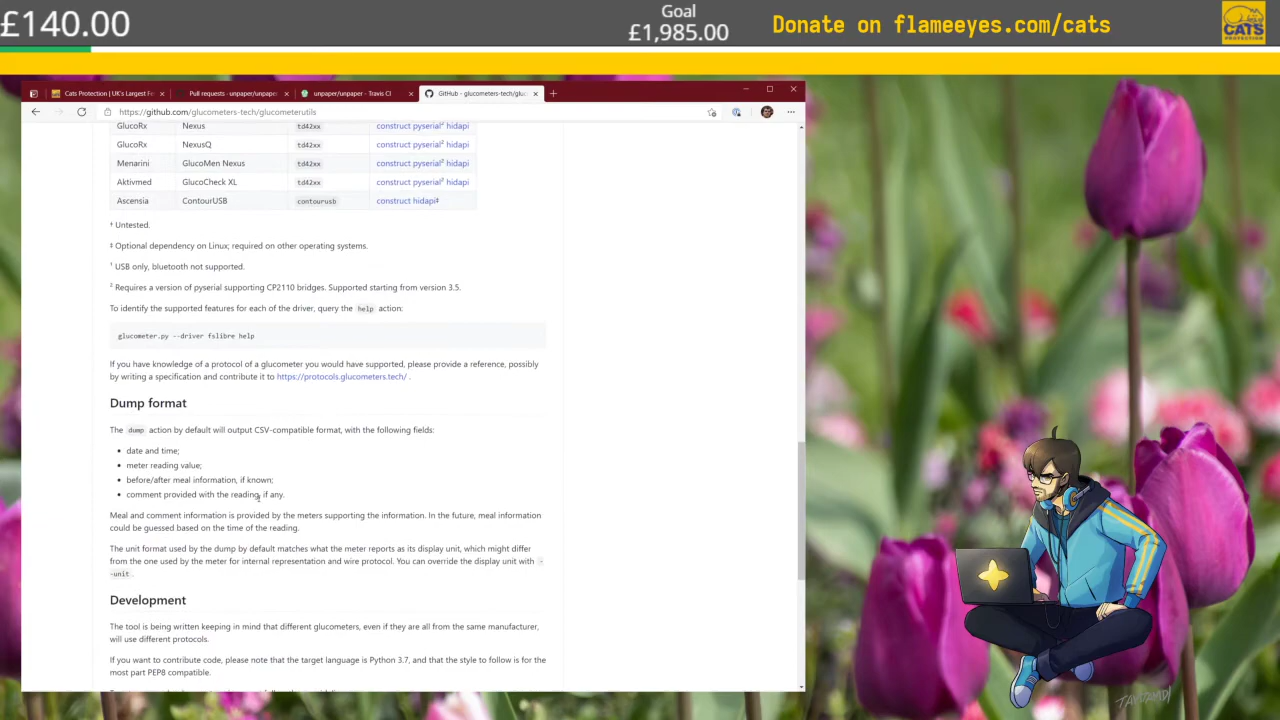 £140.00
Goal
£1,985.00
Donate on flameeyes.com/cats
CATS
PROTECTION
Cats Protection | UK's Largest Fe
Pull requests · unpaper/unpaper
unpaper/unpaper - Travis CI
GitHub - glucometers-tech/gluc
https://github.com/glucometers-tech/glucometerutils
GlucoRx Nexus td42xx construct pyserial² hidapi
GlucoRx NexusQ td42xx construct pyserial² hidapi
Menarini GlucoMen Nexus td42xx construct pyserial² hidapi
Aktivmed GlucoCheck XL td42xx construct pyserial² hidapi
Ascensia ContourUSB contourusb construct hidapi‡
† Untested.
‡ Optional dependency on Linux; required on other operating systems.
¹ USB only, bluetooth not supported.
² Requires a version of pyserial supporting CP2110 bridges. Supported starting from version 3.5.
To identify the supported features for each of the driver, query the help action:
glucometer.py --driver fslibre help
If you have knowledge of a protocol of a glucometer you would have supported, please provide a reference, possibly
by writing a specification and contribute it to https://protocols.glucometers.tech/ .
Dump format
The dump action by default will output CSV-compatible format, with the following fields:
• date and time;
• meter reading value;
• before/after meal information, if known;
• comment provided with the reading, if any.
Meal and comment information is provided by the meters supporting the information. In the future, meal information
could be guessed based on the time of the reading.
The unit format used by the dump by default matches what the meter reports as its display unit, which might differ
from the one used by the meter for internal representation and wire protocol. You can override the display unit with -
-unit .
Development
The tool is being written keeping in mind that different glucometers, even if they are all from the same manufacturer,
will use different protocols.
If you want to contribute code, please note that the target language is Python 3.7, and that the style to follow is for the
most part PEP8 compatible.